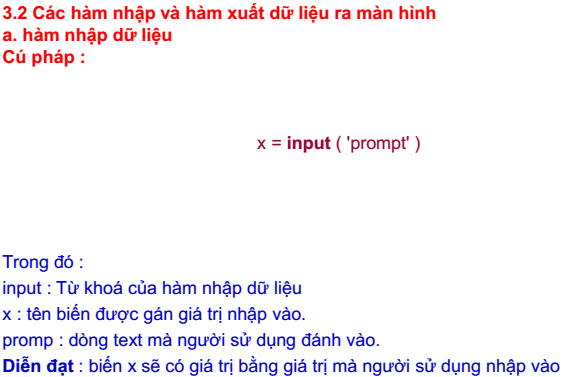 3.2 Các hàm nhập và hàm xuất dữ liệu ra màn hình
a. hàm nhập dữ liệu
Cú pháp :
x = input ( 'prompt' )
Trong đó :
input : Từ khoá của hàm nhập dữ liệu
x : tên biến được gán giá trị nhập vào.
promp : dòng text mà người sử dụng đánh vào.
Diễn đạt : biến x sẽ có giá trị bằng giá trị mà người sử dụng nhập vào